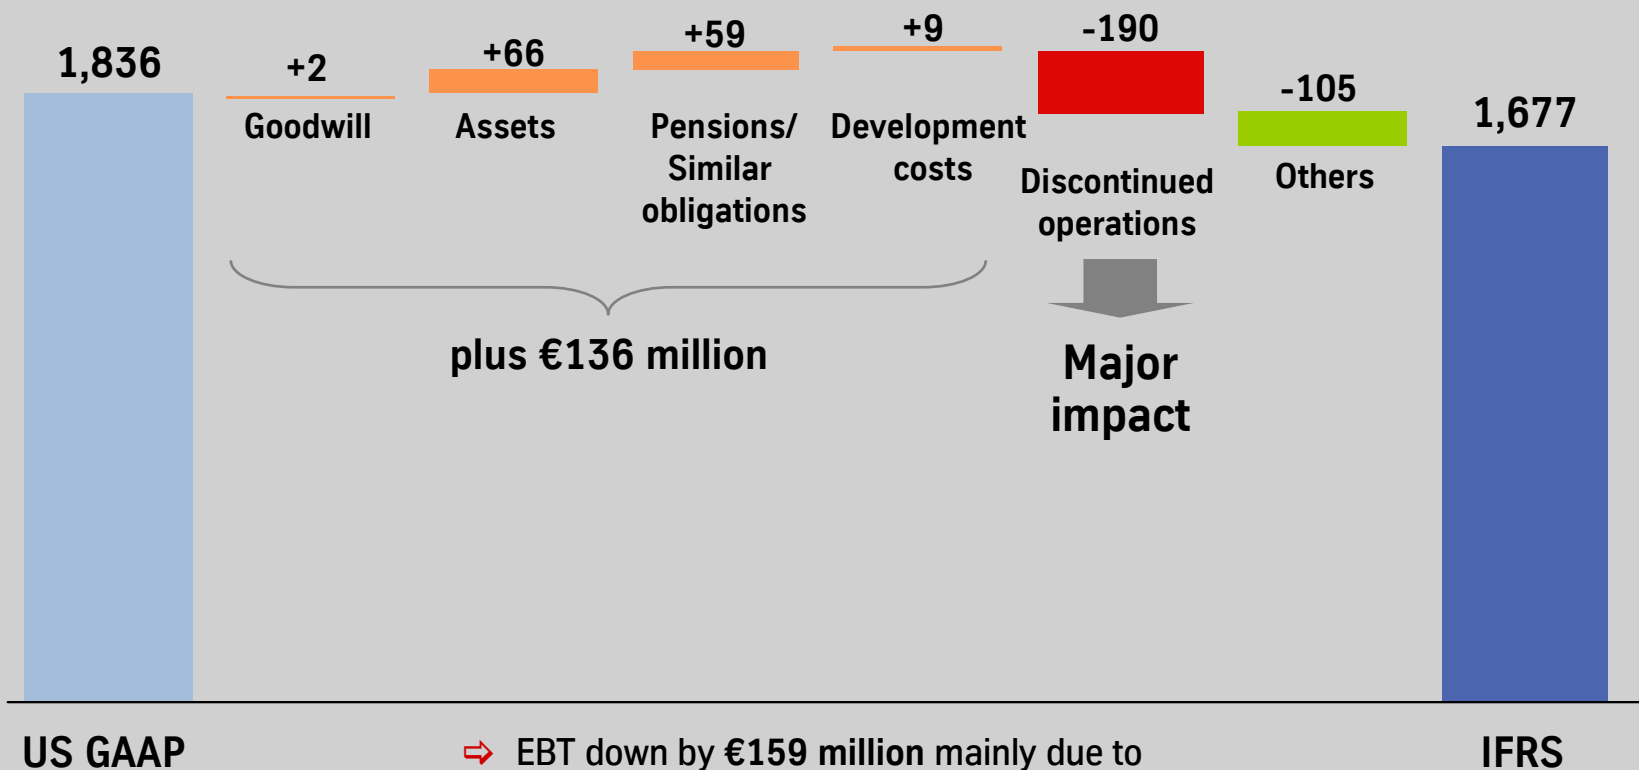 1,836
+2
+66
+59
+9
-190
-105
1,677
Goodwill
Assets
Pensions/
Similar
obligations
Development
costs
Discontinued
operations
Others
plus €136 million
Major
impact
US GAAP
⇨ EBT down by €159 million mainly due to
IFRS